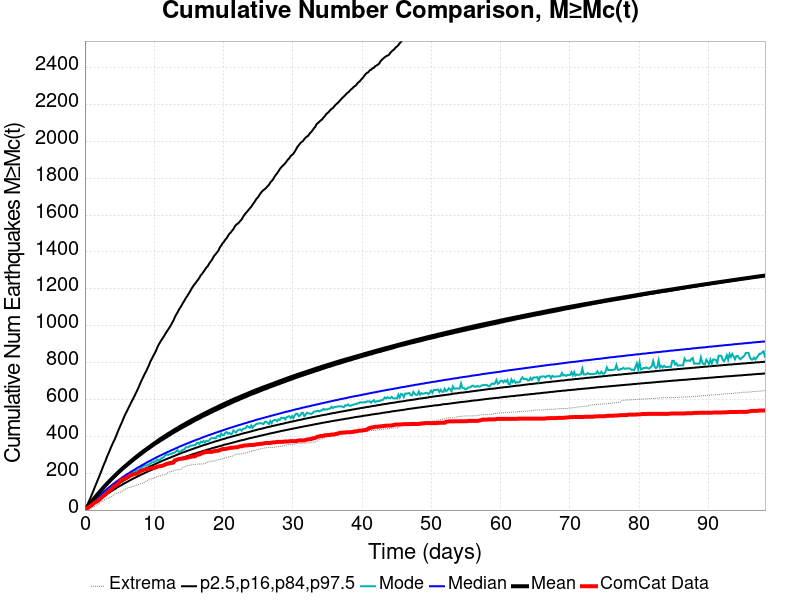 Cumulative Number Comparison, M≥Mc(t)
Cumulative Num Earthquakes M≥Mc(t)
2400
2200
2000
1800
1600
1400
1200
1000
800
600
400
200
0
0 10 20 30 40 50 60 70 80 90
Time (days)
Extrema p2.5,p16,p84,p97.5 Mode Median Mean ComCat Data